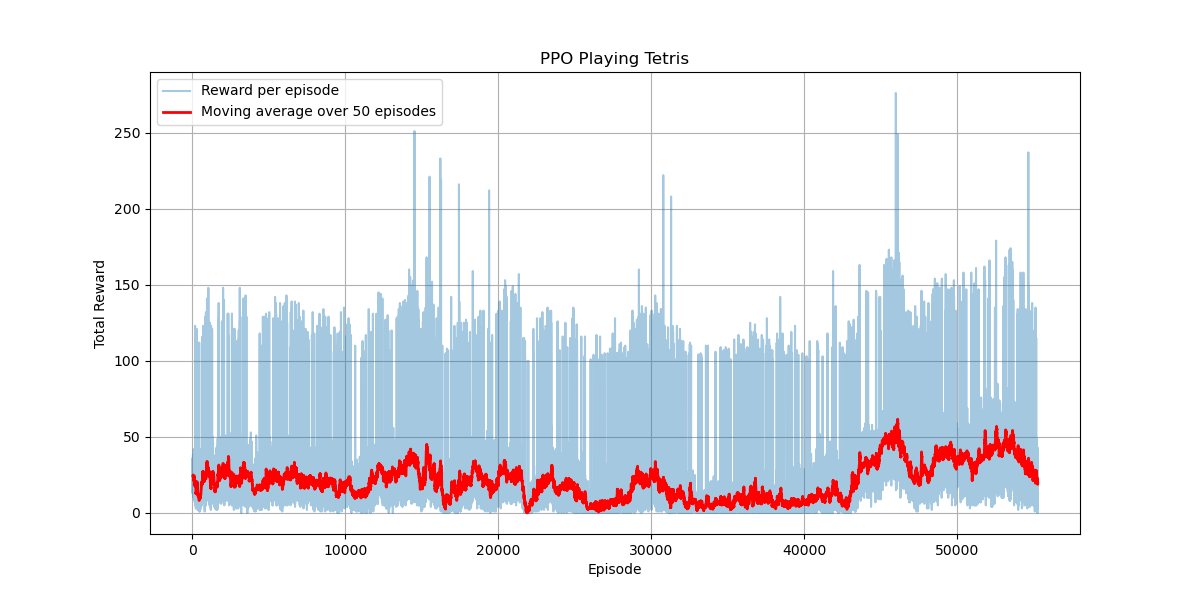 PPO Playing Tetris
Reward per episode
Moving average over 50 episodes
250
200
150
100
50
0
Total Reward
0 10000 20000 30000 40000 50000
Episode